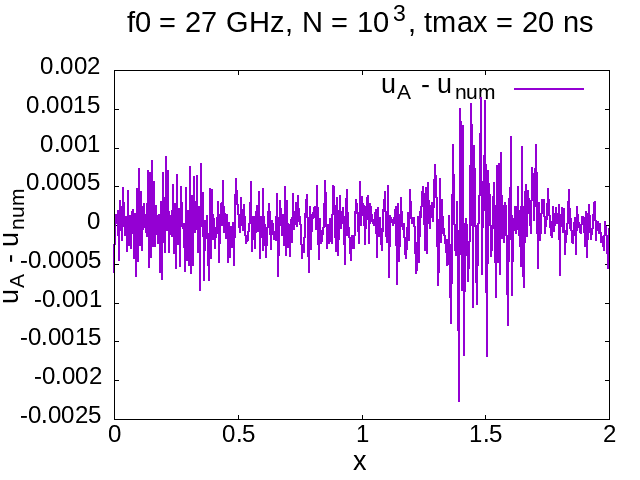 f0 = 27 GHz, N = 10^3, tmax = 20 ns
u_A - u_num
0.002
0.0015
0.001
0.0005
0
-0.0005
-0.001
-0.0015
-0.002
-0.0025
u_A - u_num
0 0.5 1 1.5 2
x